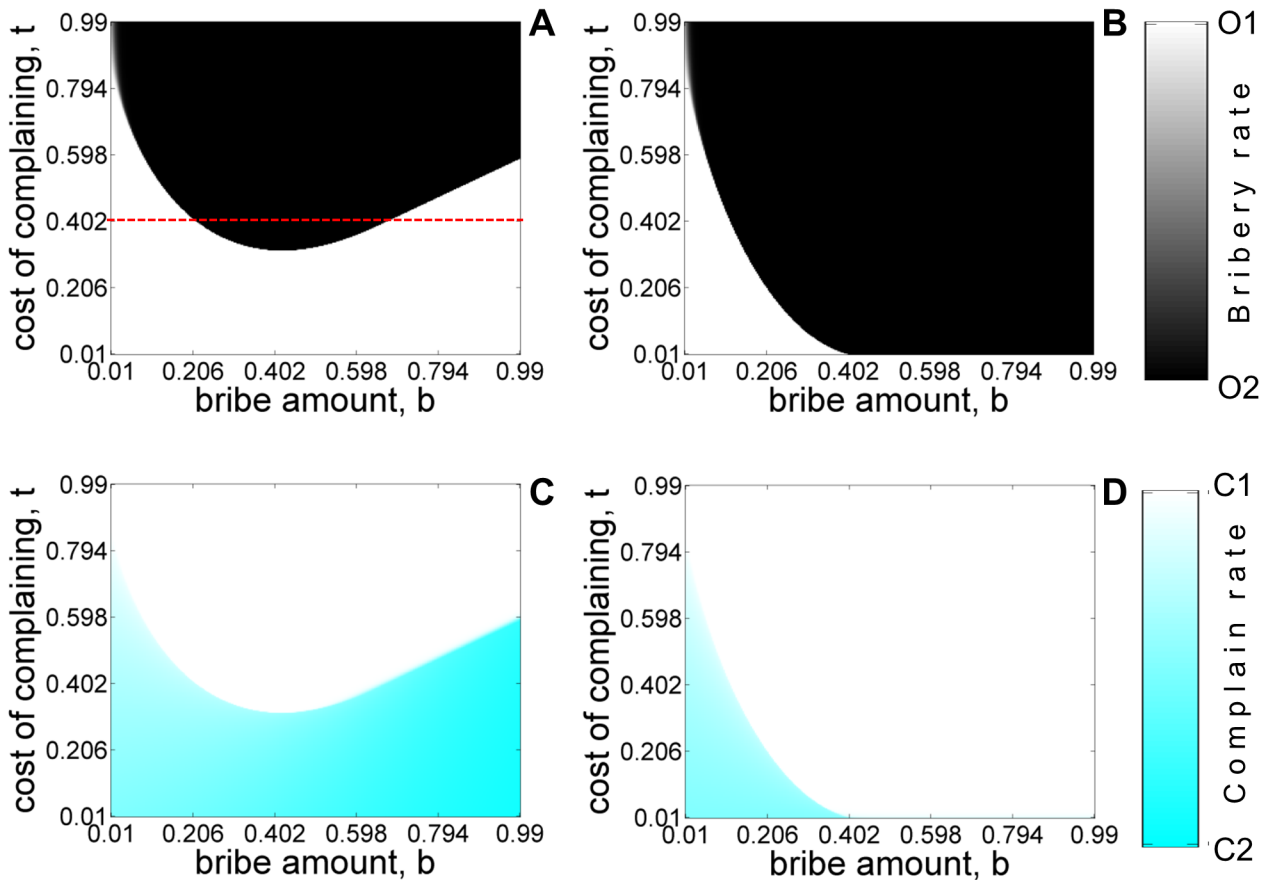 A
cost of complaining, t
0.99
0.794
0.598
0.402
0.206
0.01
0.01 0.206 0.402 0.598 0.794 0.99
bribe amount, b
B
cost of complaining, t
0.99
0.794
0.598
0.402
0.206
0.01
0.01 0.206 0.402 0.598 0.794 0.99
bribe amount, b
O1
Bribery rate
O2
C
cost of complaining, t
0.99
0.794
0.598
0.402
0.206
0.01
0.01 0.206 0.402 0.598 0.794 0.99
bribe amount, b
D
cost of complaining, t
0.99
0.794
0.598
0.402
0.206
0.01
0.01 0.206 0.402 0.598 0.794 0.99
bribe amount, b
C1
Complain rate
C2